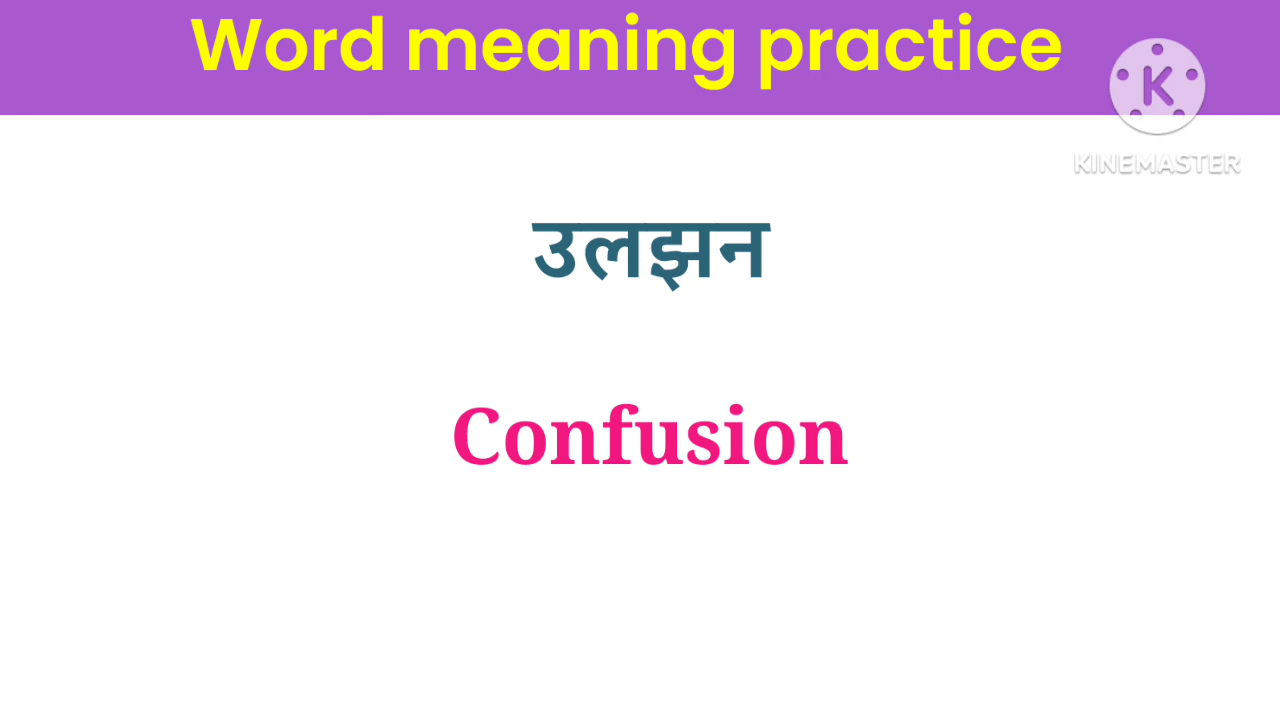 Word meaning practice
K
KINEMASTER
उलझन
Confusion